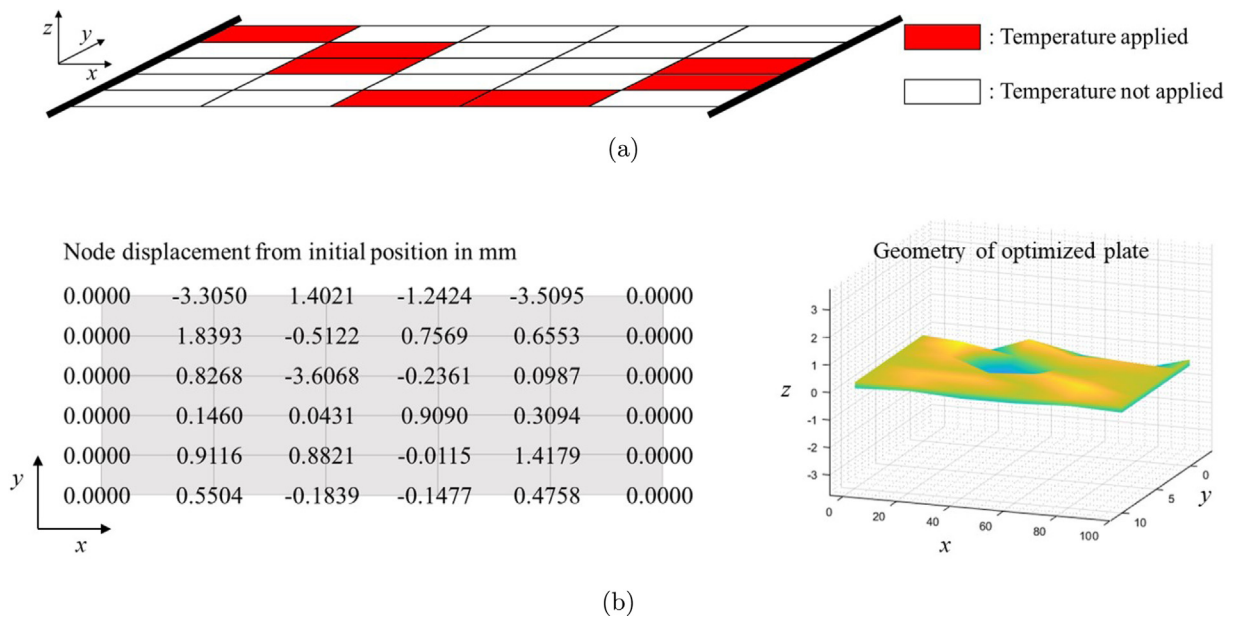 z
y
x
: Temperature applied
: Temperature not applied
(a)
Node displacement from initial position in mm
0.0000 -3.3050 1.4021 -1.2424 -3.5095 0.0000
0.0000 1.8393 -0.5122 0.7569 0.6553 0.0000
0.0000 0.8268 -3.6068 -0.2361 0.0987 0.0000
0.0000 0.1460 0.0431 0.9090 0.3094 0.0000
0.0000 0.9116 0.8821 -0.0115 1.4179 0.0000
0.0000 0.5504 -0.1839 -0.1477 0.4758 0.0000
y
x
Geometry of optimized plate
3
2
1
0
-1
-2
-3
z
0 20 40 60 80 100
x
0
5
10
y
(b)